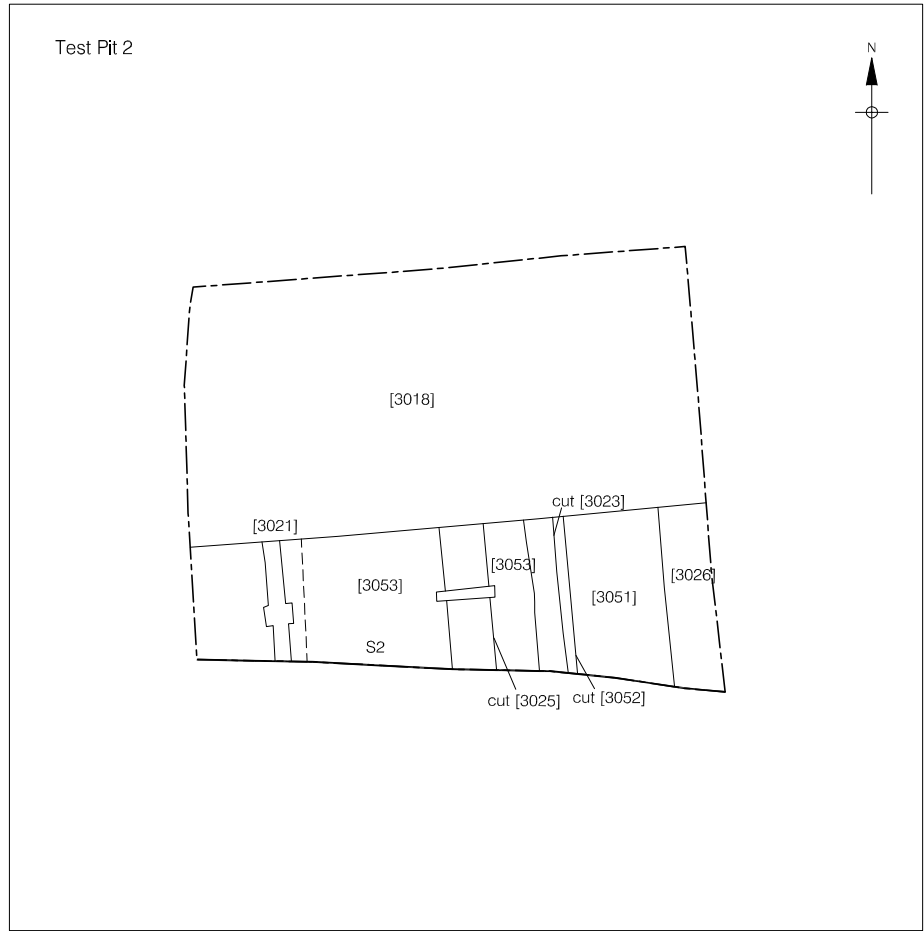 Test Pit 2
N
[3018]
cut [3023]
[3021]
[3053]
[3053]
[3051]
[3026]
S2
cut [3025]
cut [3052]